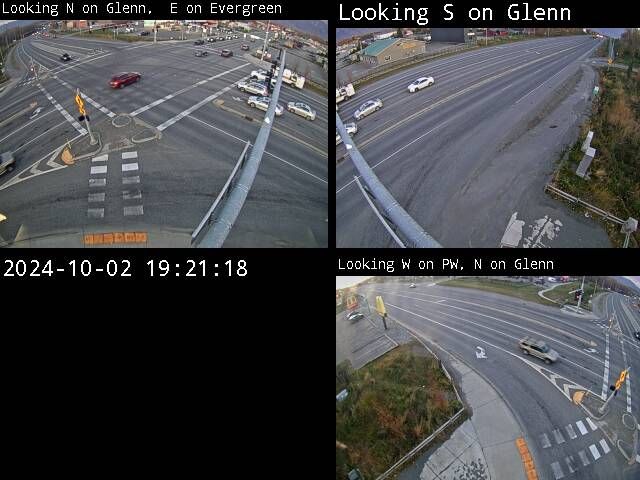 Looking N on Glenn,  E on Evergreen
Looking S on Glenn
2024-10-02 19:21:18
Looking W on PW, N on Glenn